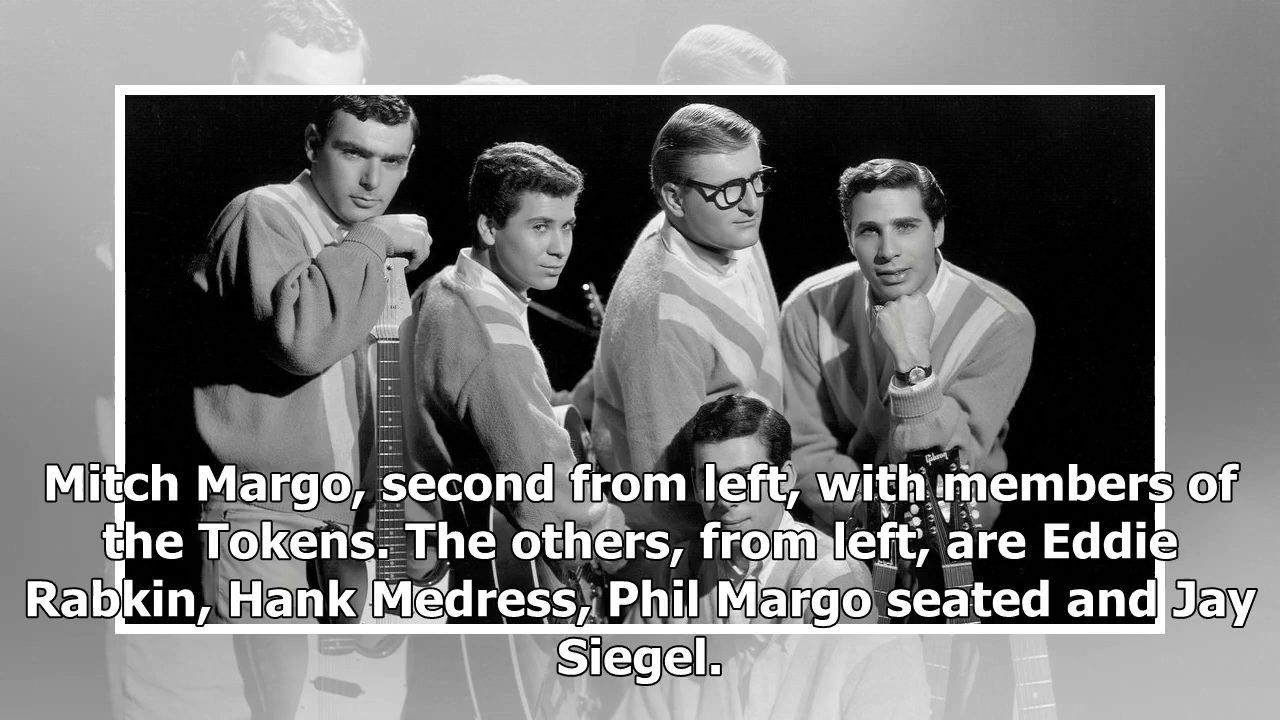 Gibson
Mitch Margo, second from left, with members of
the Tokens. The others, from left, are Eddie
Rabkin, Hank Medress, Phil Margo seated and Jay
Siegel.